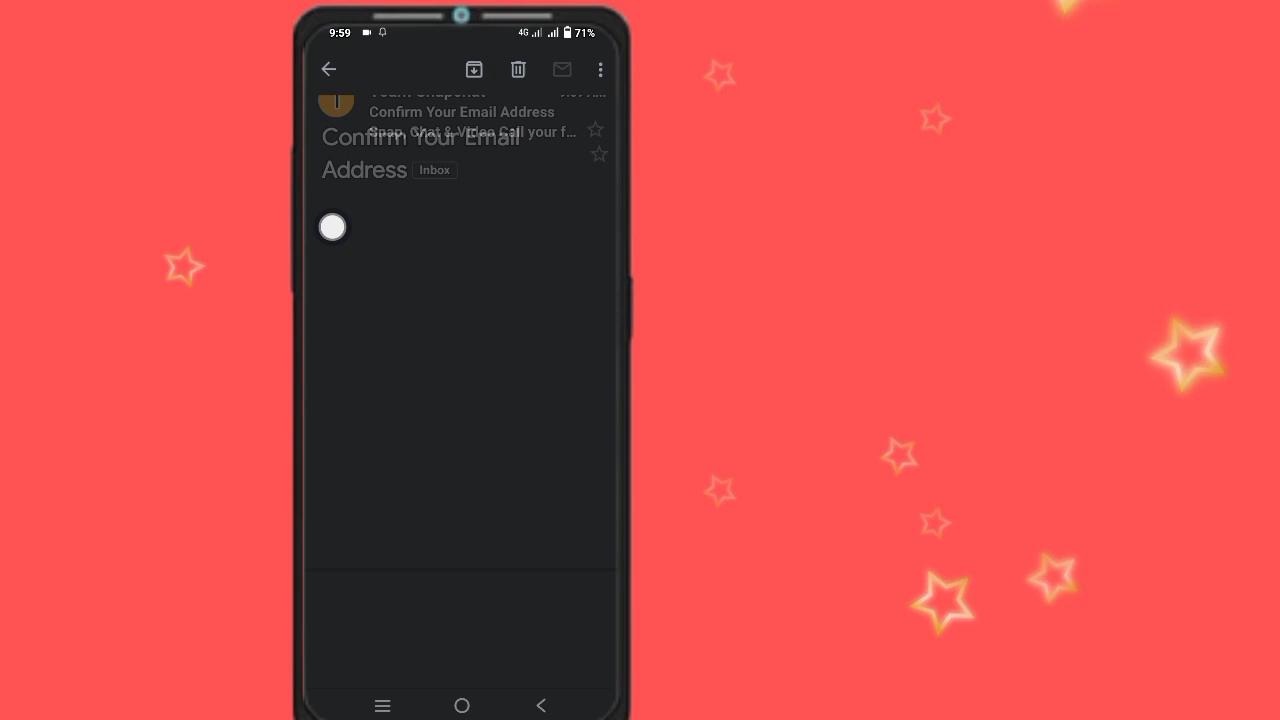 9:59
4G
71%
Team Snapchat
Confirm Your Email Address
Snap, Chat & Video Call your f...
Confirm Your Email
Address
Inbox